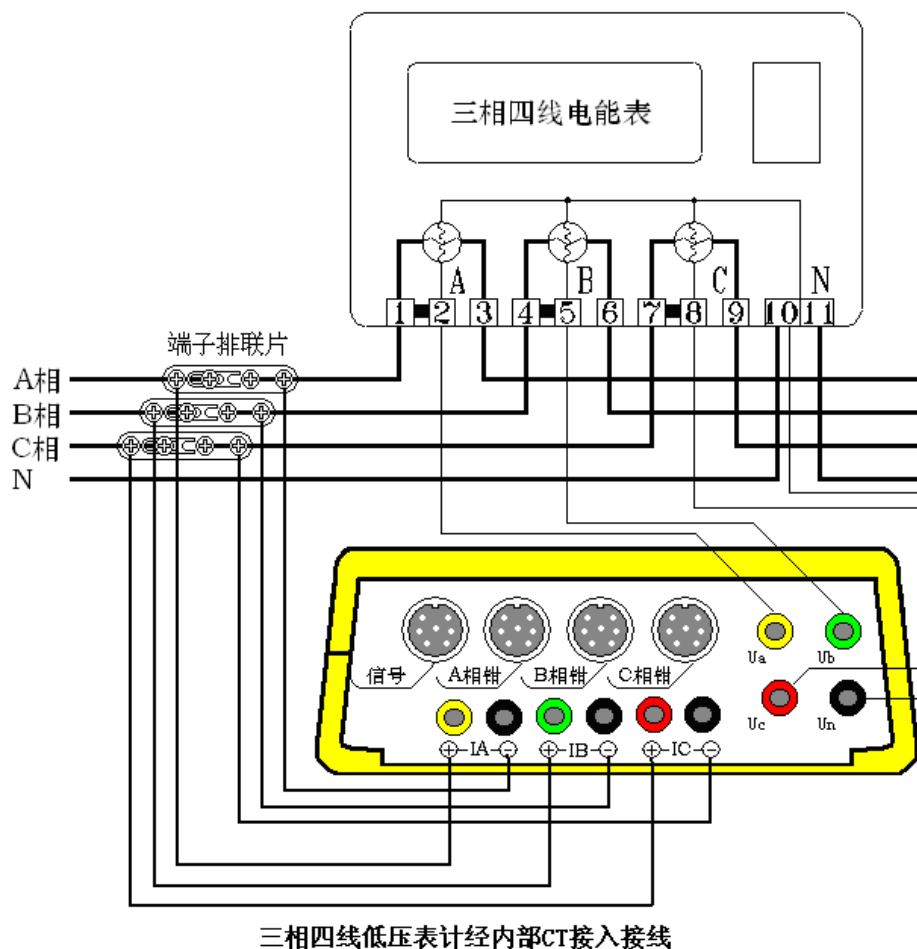 三相四线电能表
A B C N
1 2 3 4 5 6 7 8 9 10 11
端子排联片
A相
B相
C相
N
Ua Ub
信号 A相钳 B相钳 C相钳
Uc Un
+ IA - + IB - + IC -
三相四线低压表计经内部CT接入接线